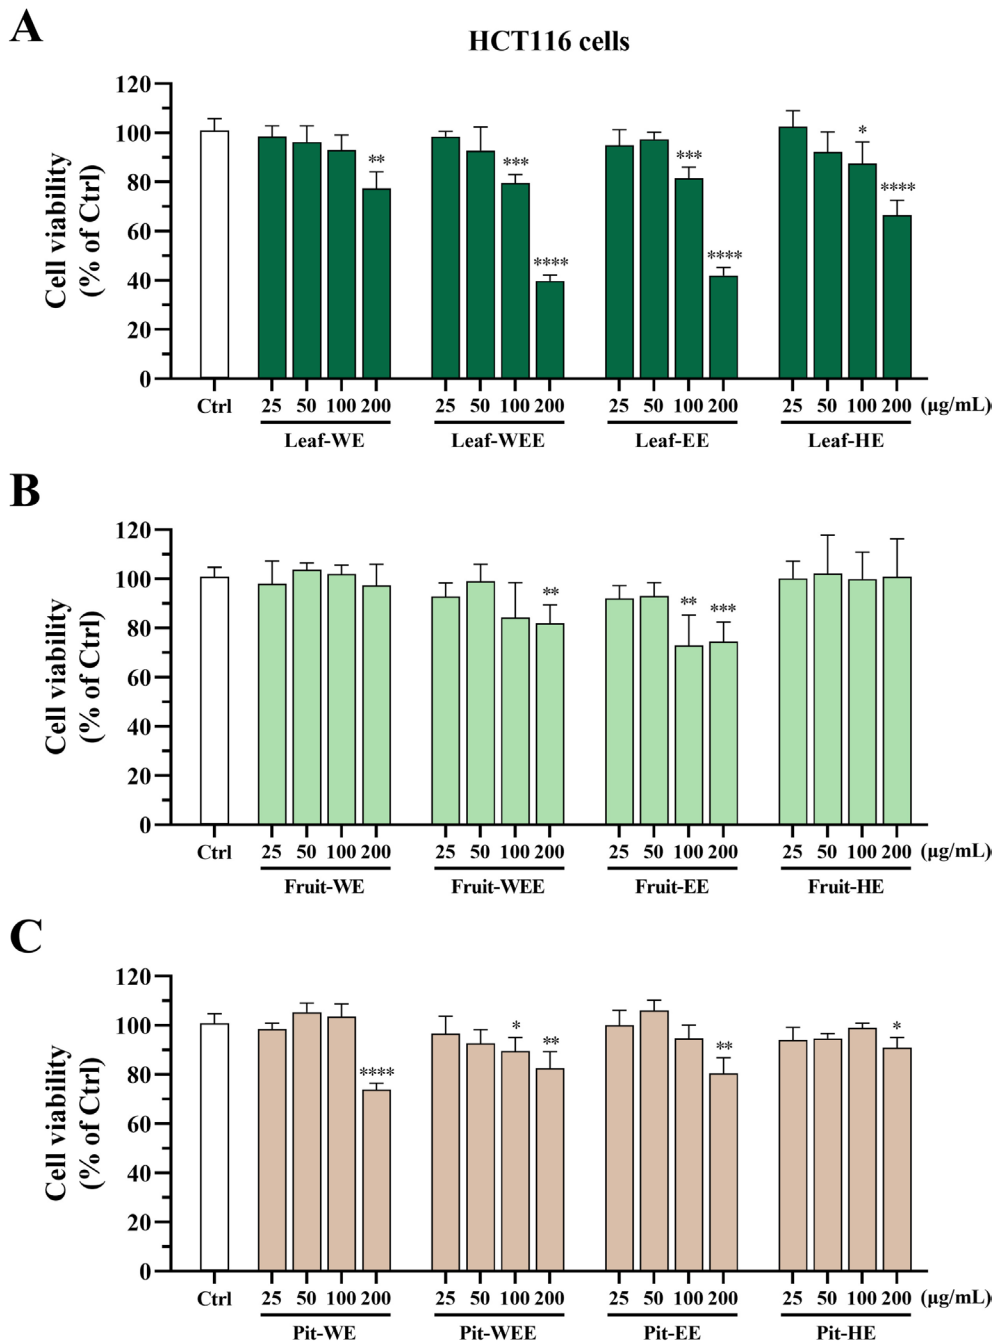 A
HCT116 cells
Cell viability
(% of Ctrl)
120
100
80
60
40
20
0
**
***
****
***
****
*
****
Ctrl 25 50 100 200 25 50 100 200 25 50 100 200 25 50 100 200 (μg/mL)
Leaf-WE Leaf-WEE Leaf-EE Leaf-HE
B
Cell viability
(% of Ctrl)
120
100
80
60
40
20
0
**
**
***
Ctrl 25 50 100 200 25 50 100 200 25 50 100 200 25 50 100 200 (μg/mL)
Fruit-WE Fruit-WEE Fruit-EE Fruit-HE
C
Cell viability
(% of Ctrl)
120
100
80
60
40
20
0
****
*
**
**
*
Ctrl 25 50 100 200 25 50 100 200 25 50 100 200 25 50 100 200 (μg/mL)
Pit-WE Pit-WEE Pit-EE Pit-HE